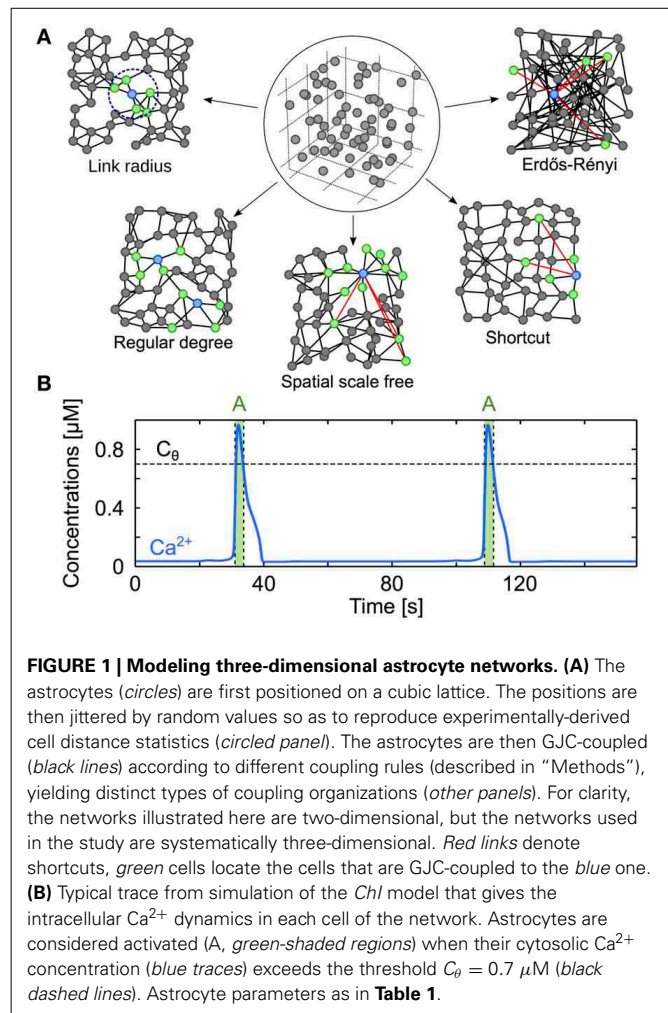 A
Link radius
Erdős-Rényi
Regular degree
Spatial scale free
Shortcut
B
A
A
Concentrations [μM]
0.8
0.4
0
Cθ
Ca²⁺
0
40
80
120
Time [s]
FIGURE 1 | Modeling three-dimensional astrocyte networks. (A) The
astrocytes (circles) are first positioned on a cubic lattice. The positions are
then jittered by random values so as to reproduce experimentally-derived
cell distance statistics (circled panel). The astrocytes are then GJC-coupled
(black lines) according to different coupling rules (described in “Methods”),
yielding distinct types of coupling organizations (other panels). For clarity,
the networks illustrated here are two-dimensional, but the networks used
in the study are systematically three-dimensional. Red links denote
shortcuts, green cells locate the cells that are GJC-coupled to the blue one.
(B) Typical trace from simulation of the ChI model that gives the
intracellular Ca²⁺ dynamics in each cell of the network. Astrocytes are
considered activated (A, green-shaded regions) when their cytosolic Ca²⁺
concentration (blue traces) exceeds the threshold Cθ = 0.7 μM (black
dashed lines). Astrocyte parameters as in Table 1.